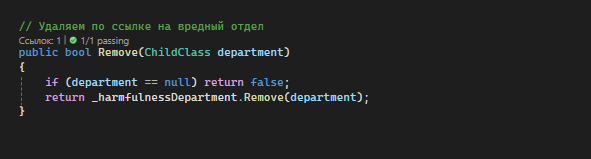 // Удаляем по ссылке на вредный отдел
Ссылок: 1 | 1/1 passing
public bool Remove(ChildClass department)
{
if (department == null) return false;
return _harmfulnessDepartment.Remove(department);
}